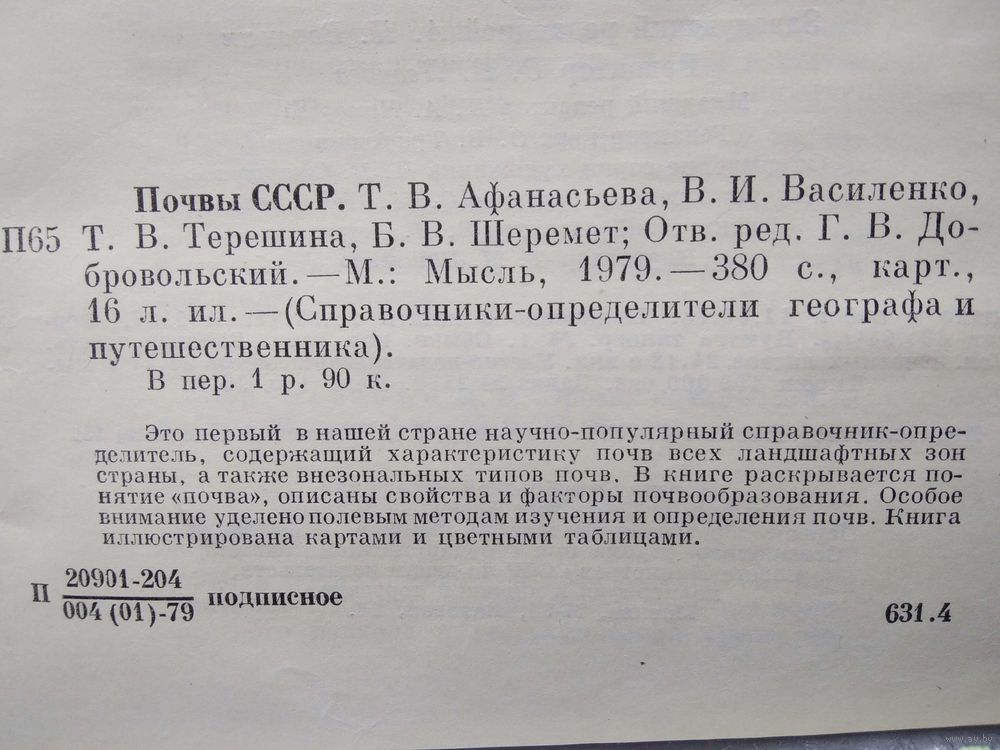 Почвы СССР. Т. В. Афанасьева, В. И. Василенко,
П65 Т. В. Терешина, Б. В. Шеремет; Отв. ред. Г. В. До-
бровольский. — М.: Мысль, 1979. — 380 с., карт.,
16 л. ил. — (Справочники-определители географа и
путешественника).
В пер. 1 р. 90 к.
Это первый в нашей стране научно-популярный справочник-опре-
делитель, содержащий характеристику почв всех ландшафтных зон
страны, а также внезональных типов почв. В книге раскрывается по-
нятие «почва», описаны свойства и факторы почвообразования. Особое
внимание уделено полевым методам изучения и определения почв. Книга
иллюстрирована картами и цветными таблицами.
П 20901-204
004 (01)-79 подписное
631.4